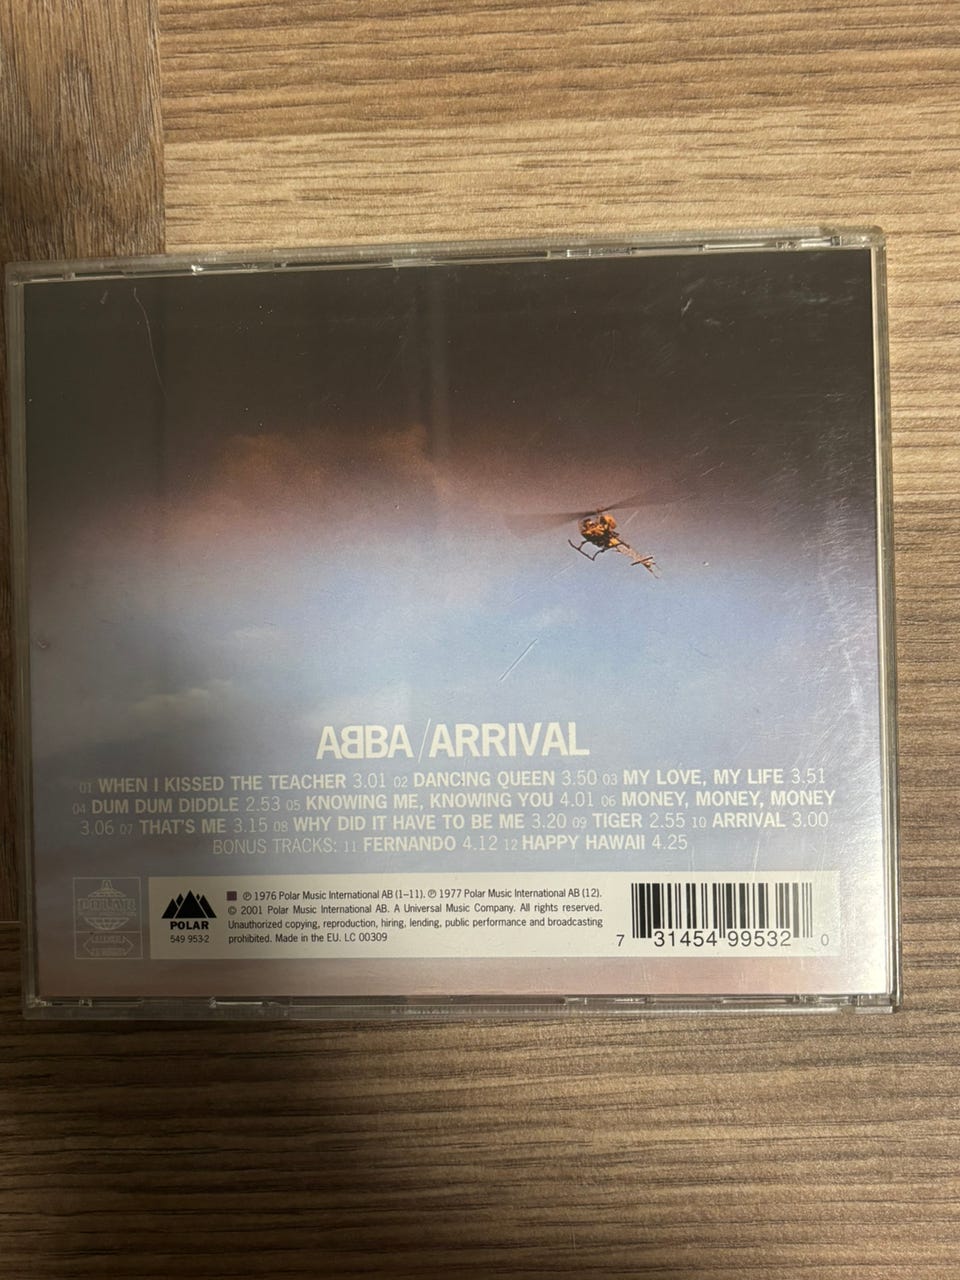 ABBA/ARRIVAL
01 WHEN I KISSED THE TEACHER 3.01 02 DANCING QUEEN 3.50 03 MY LOVE, MY LIFE 3.51
04 DUM DUM DIDDLE 2.53 05 KNOWING ME, KNOWING YOU 4.01 06 MONEY, MONEY, MONEY
3.06 07 THAT'S ME 3.15 08 WHY DID IT HAVE TO BE ME 3.20 09 TIGER 2.55 10 ARRIVAL 3.00
BONUS TRACKS: 11 FERNANDO 4.12 12 HAPPY HAWAII 4.25
POLAR
POLAR
549 953-2
℗ 1976 Polar Music International AB (1–11). ℗ 1977 Polar Music International AB (12).
© 2001 Polar Music International AB. A Universal Music Company. All rights reserved.
Unauthorized copying, reproduction, hiring, lending, public performance and broadcasting
prohibited. Made in the EU. LC 00309
7 31454 99532 0